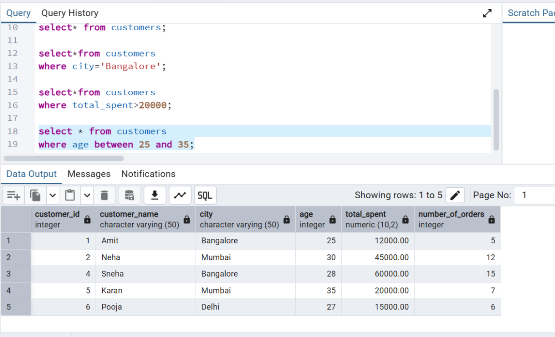 Query Query History Scratch Pa
10 select* from customers;
11
12 select*from customers
13 where city='Bangalore';
14
15 select*from customers
16 where total_spent>20000;
17
18 select * from customers
19 where age between 25 and 35;
Data Output Messages Notifications
SQL Showing rows: 1 to 5 Page No: 1
customer_id customer_name city age total_spent number_of_orders
integer character varying (50) character varying (50) integer numeric (10,2) integer
1 1 Amit Bangalore 25 12000.00 5
2 2 Neha Mumbai 30 45000.00 12
3 4 Sneha Bangalore 28 60000.00 15
4 5 Karan Mumbai 35 20000.00 7
5 6 Pooja Delhi 27 15000.00 6